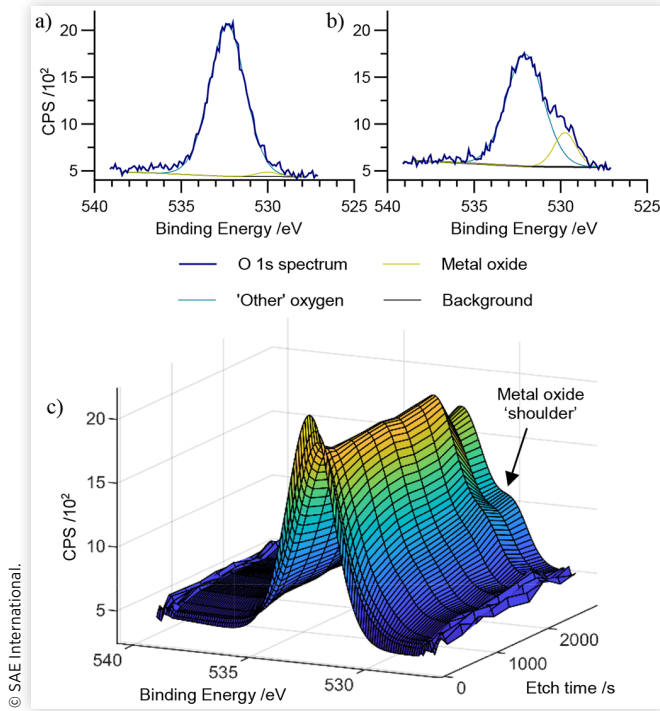 a)
b)
20
15
10
5
CPS /10²
540
535
530
525
Binding Energy /eV
20
15
10
5
540
535
530
525
Binding Energy /eV
O 1s spectrum
Metal oxide
'Other' oxygen
Background
c)
Metal oxide
‘shoulder’
20
15
10
5
CPS /10²
540
535
530
Binding Energy /eV
0
1000
2000
Etch time /s
© SAE International.